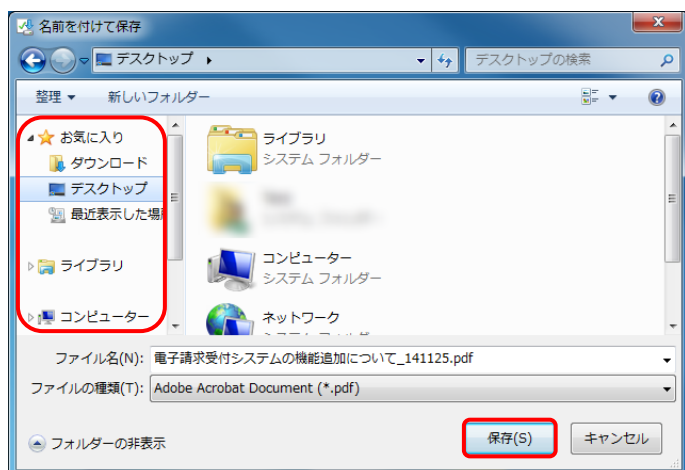 名前を付けて保存
デスクトップ
デスクトップの検索
整理
新しいフォルダー
お気に入り
ダウンロード
デスクトップ
最近表示した場
ライブラリ
コンピューター
ライブラリ
システム フォルダー
コンピューター
システム フォルダー
ネットワーク
ファイル名(N): 電子請求受付システムの機能追加について_141125.pdf
ファイルの種類(T): Adobe Acrobat Document (*.pdf)
フォルダーの非表示
保存(S)
キャンセル